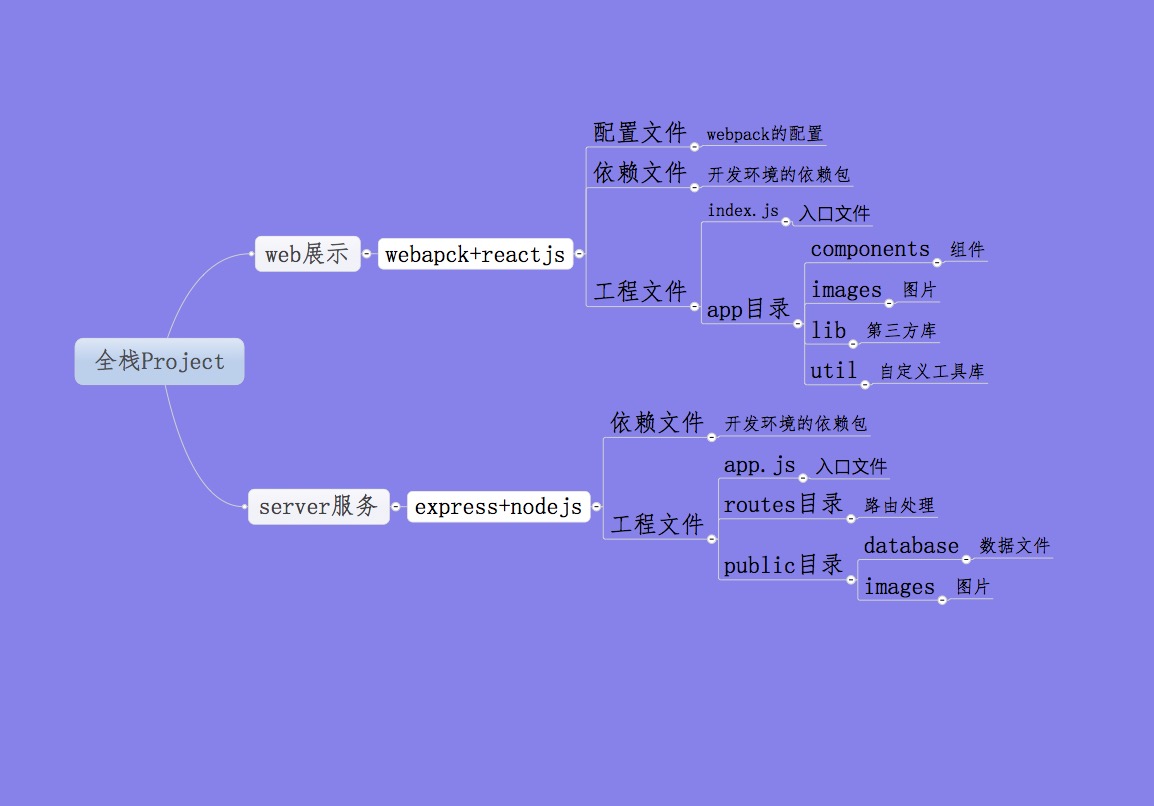 全栈Project
web展示
webapck+reactjs
配置文件
webpack的配置
依赖文件
开发环境的依赖包
工程文件
index.js
入口文件
app目录
components
组件
images
图片
lib
第三方库
util
自定义工具库
server服务
express+nodejs
依赖文件
开发环境的依赖包
工程文件
app.js
入口文件
routes目录
路由处理
public目录
database
数据文件
images
图片